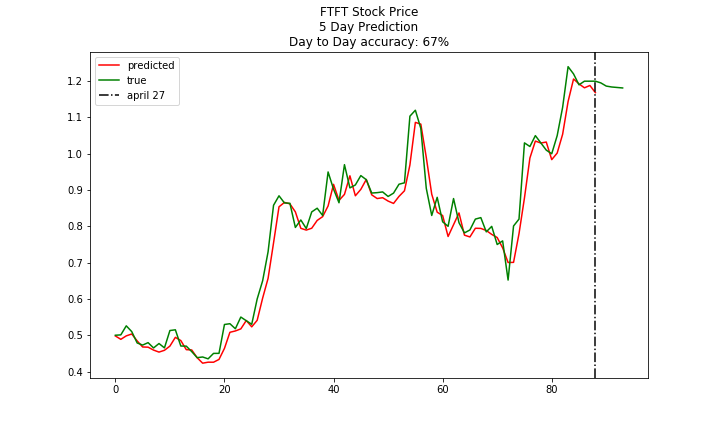 FTFT Stock Price
5 Day Prediction
Day to Day accuracy: 67%
predicted
true
april 27
1.2
1.1
1.0
0.9
0.8
0.7
0.6
0.5
0.4
0
20
40
60
80